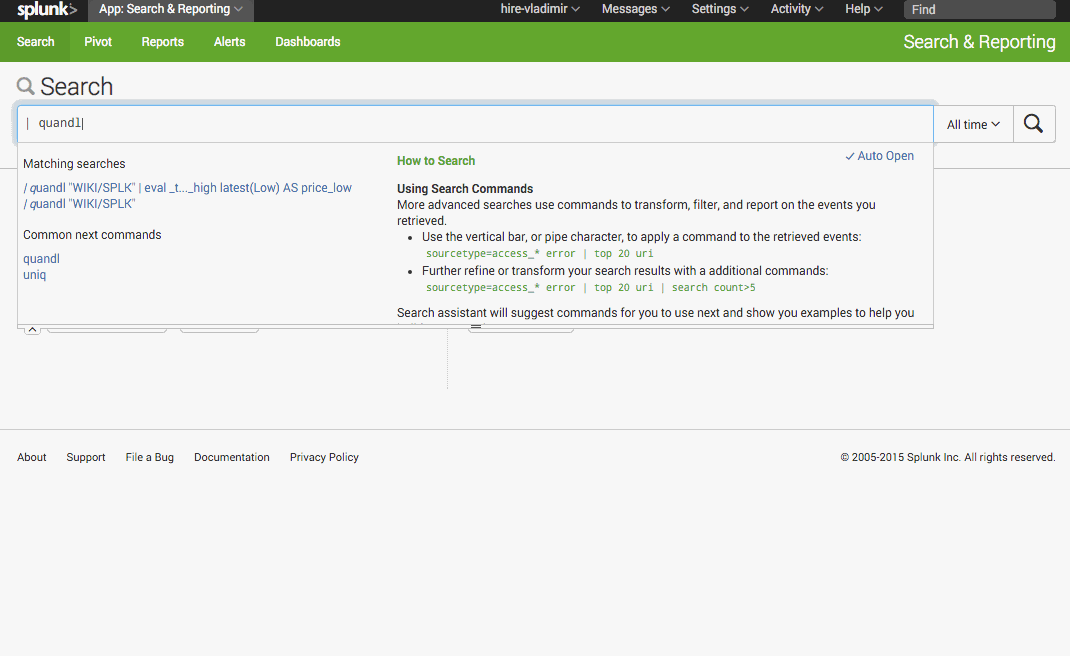 splunk> App: Search & Reporting hire-vladimir Messages Settings Activity Help Find
Search Pivot Reports Alerts Dashboards Search & Reporting
Search
| quandl All time
Matching searches
/ quandl "WIKI/SPLK" | eval _t..._high latest(Low) AS price_low
/ quandl "WIKI/SPLK"
Common next commands
quandl
uniq
How to Search
✓ Auto Open
Using Search Commands
More advanced searches use commands to transform, filter, and report on the events you
retrieved.
• Use the vertical bar, or pipe character, to apply a command to the retrieved events:
sourcetype=access_* error | top 20 uri
• Further refine or transform your search results with a additional commands:
sourcetype=access_* error | top 20 uri | search count>5
Search assistant will suggest commands for you to use next and show you examples to help you
About Support File a Bug Documentation Privacy Policy © 2005-2015 Splunk Inc. All rights reserved.